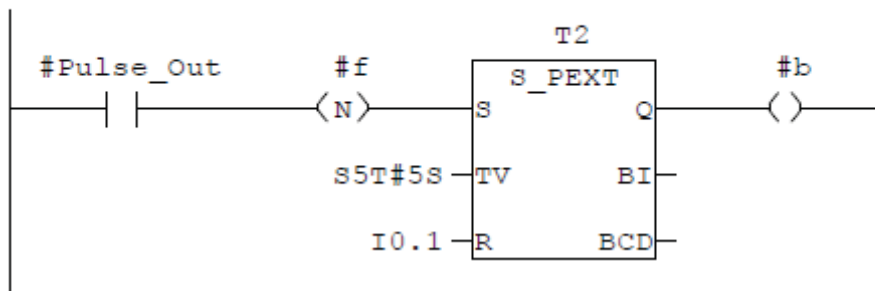 T2
#Pulse_Out #f S_PEXT #b
N S Q
S5T#5S TV BI
I0.1 R BCD